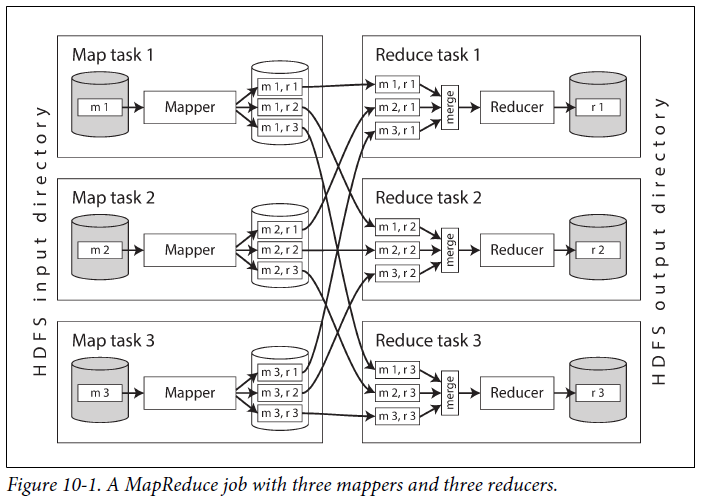 HDFS input directory
Map task 1
m 1
Mapper
m 1, r 1
m 1, r 2
m 1, r 3
Reduce task 1
m 1, r 1
m 2, r 1
m 3, r 1
merge
Reducer
r 1
Map task 2
m 2
Mapper
m 2, r 1
m 2, r 2
m 2, r 3
Reduce task 2
m 1, r 2
m 2, r 2
m 3, r 2
merge
Reducer
r 2
Map task 3
m 3
Mapper
m 3, r 1
m 3, r 2
m 3, r 3
Reduce task 3
m 1, r 3
m 2, r 3
m 3, r 3
merge
Reducer
r 3
HDFS output directory
Figure 10-1. A MapReduce job with three mappers and three reducers.